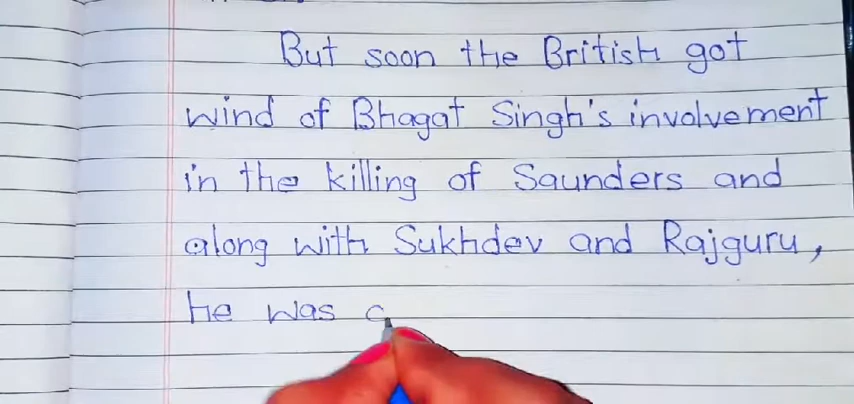 But soon the British got
wind of Bhagat Singh's involvement
in the killing of Saunders and
along with Sukhdev and Rajguru,
he was